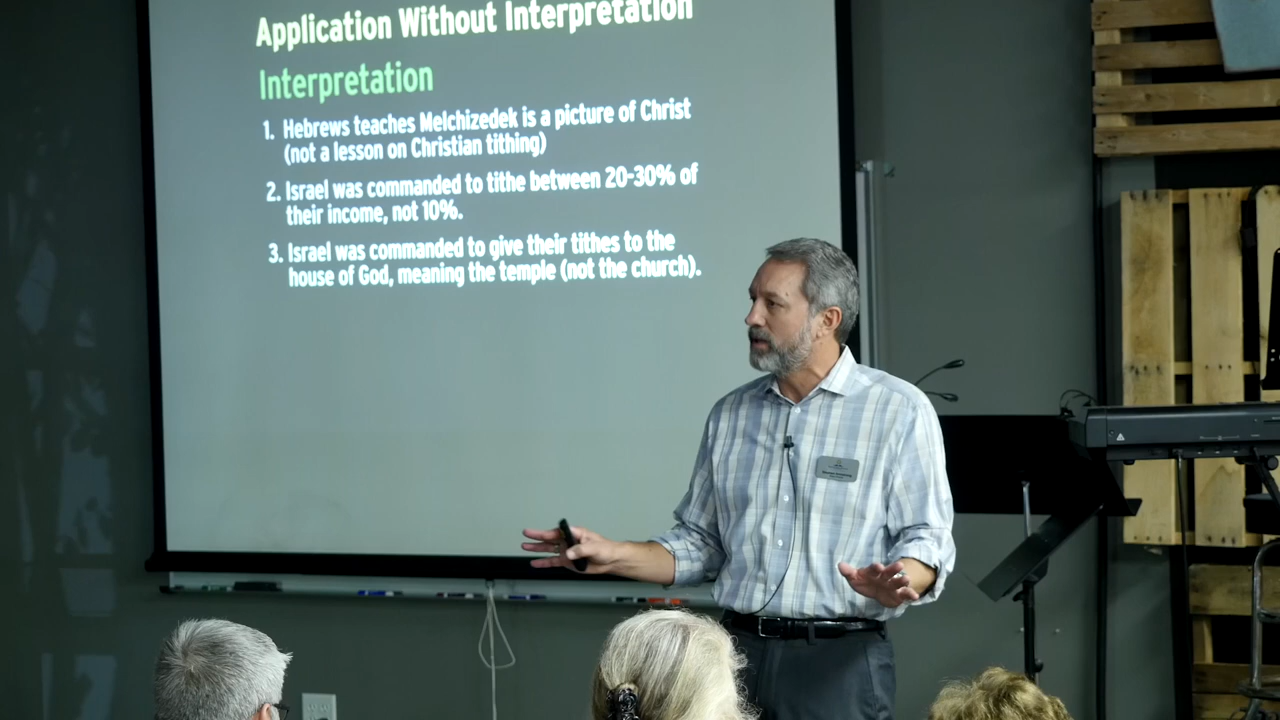 Application Without Interpretation
Interpretation
1. Hebrews teaches Melchizedek is a picture of Christ
(not a lesson on Christian tithing)
2. Israel was commanded to tithe between 20-30% of
their income, not 10%.
3. Israel was commanded to give their tithes to the
house of God, meaning the temple (not the church).